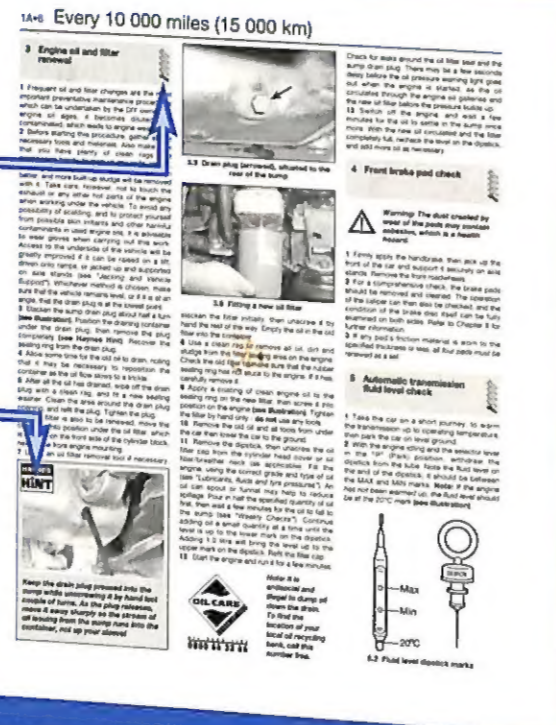 1A•6 Every 10 000 miles (15 000 km)
3 Engine oil and filter
renewal
1 Frequent oil and filter changes are the
important preventative maintenance
which can be undertaken by the DIY
engine oil ages, it becomes diluted
contaminated, which leads to engine
2 Before starting this procedure, gather
necessary tools and materials. Also make
that you have plenty of clean rags
better, and more built-up sludge will be removed
with it. Take care, however, not to touch the
exhaust or any other hot parts of the engine
when working under the vehicle. To avoid any
possibility of scalding, and to protect yourself
from possible skin irritants and other harmful
contaminants in used engine oils, it is advisable
to wear gloves when carrying out this work.
Access to the underside of the vehicle will be
greatly improved if it can be raised on a lift,
driven onto ramps, or jacked up and supported
on axle stands (see "Jacking and Vehicle
Support"). Whichever method is chosen, make
sure that the vehicle remains level, or if it is at an
angle, that the drain plug is at the lowest point.
3 Slacken the sump drain plug about half a turn
(see illustration). Position the draining container
under the drain plug, then remove the plug
completely (see Haynes Hint). Recover the
sealing ring from the drain plug.
4 Allow some time for the old oil to drain, noting
that it may be necessary to reposition the
container as the oil flow slows to a trickle.
5 After all the oil has drained, wipe off the drain
plug with a clean rag, and fit a new sealing
washer. Clean the area around the drain plug
opening, and refit the plug. Tighten the plug.
filter is also to be renewed, move the
into position under the oil filter, which
on the front side of the cylinder block,
from engine mounting.
7 an oil filter removal tool if necessary
HAYNES
HiNT
Keep the drain plug pressed into the
sump while unscrewing it by hand last
couple of turns. As the plug releases,
move it away sharply so the stream of
oil issuing from the sump runs into the
container, not up your sleeve!
3.3 Drain plug (arrowed), situated to the
rear of the sump
3.8 Fitting a new oil filter
slacken the filter initially, then unscrew it by
hand the rest of the way. Empty the oil in the old
filter into the container.
8 Use a clean rag to remove all oil, dirt and
sludge from the filter sealing area on the engine.
Check the old filter to make sure that the rubber
sealing ring has not stuck to the engine. If it has,
carefully remove it.
9 Apply a coating of clean engine oil to the
sealing ring on the new filter, then screw it into
position on the engine (see illustration). Tighten
the filter by hand only - do not use any tools.
10 Remove the old oil and all tools from under
the car then lower the car to the ground.
11 Remove the dipstick, then unscrew the oil
filler cap from the cylinder head cover or oil
filler/breather neck (as applicable). Fill the
engine, using the correct grade and type of oil
(see "Lubricants, fluids and tyre pressures"). An
oil can spout or funnel may help to reduce
spillage. Pour in half the specified quantity of oil
first, then wait a few minutes for the oil to fall to
the sump (see "Weekly Checks"). Continue
adding oil a small quantity at a time until the
level is up to the lower mark on the dipstick.
Adding 1.0 litre will bring the level up to the
upper mark on the dipstick. Refit the filler cap.
12 Start the engine and run it for a few minutes.
OIL CARE
0800 66 33 66
Note: It is
antisocial and
illegal to dump oil
down the drain.
To find the
location of your
local oil recycling
bank, call this
number free.
Check for leaks around the oil filter seal and the
sump drain plug. There may be a few seconds
delay before the oil pressure warning light goes
out when the engine is started, as the oil
circulates through the engine oil galleries and
the new oil filter before the pressure builds up.
13 Switch off the engine, and wait a few
minutes for the oil to settle in the sump once
more. With the new oil circulated and the filter
completely full, recheck the level on the dipstick,
and add more oil as necessary.
4 Front brake pad check
Warning: The dust created by
wear of the pads may contain
asbestos, which is a health
hazard.
1 Firmly apply the handbrake, then jack up the
front of the car and support it securely on axle
stands. Remove the front roadwheels.
2 For a comprehensive check, the brake pads
should be removed and cleaned. The operation
of the caliper can then also be checked, and the
condition of the brake disc itself can be fully
examined on both sides. Refer to Chapter 9 for
further information.
3 If any pad's friction material is worn to the
specified thickness or less, all four pads must be
renewed as a set.
5 Automatic transmission
fluid level check
1 Take the car on a short journey, to warm
the transmission up to operating temperature,
then park the car on level ground.
2 With the engine idling and the selector lever
in the "P" (Park) position, withdraw the
dipstick from the tube. Note the fluid level on
the end of the dipstick, it should be between
the MAX and MIN marks. Note: If the engine
has not been warmed up, the fluid level should
be at the 20°C mark (see illustration).
Max
Min
20°C
5.2 Fluid level dipstick marks